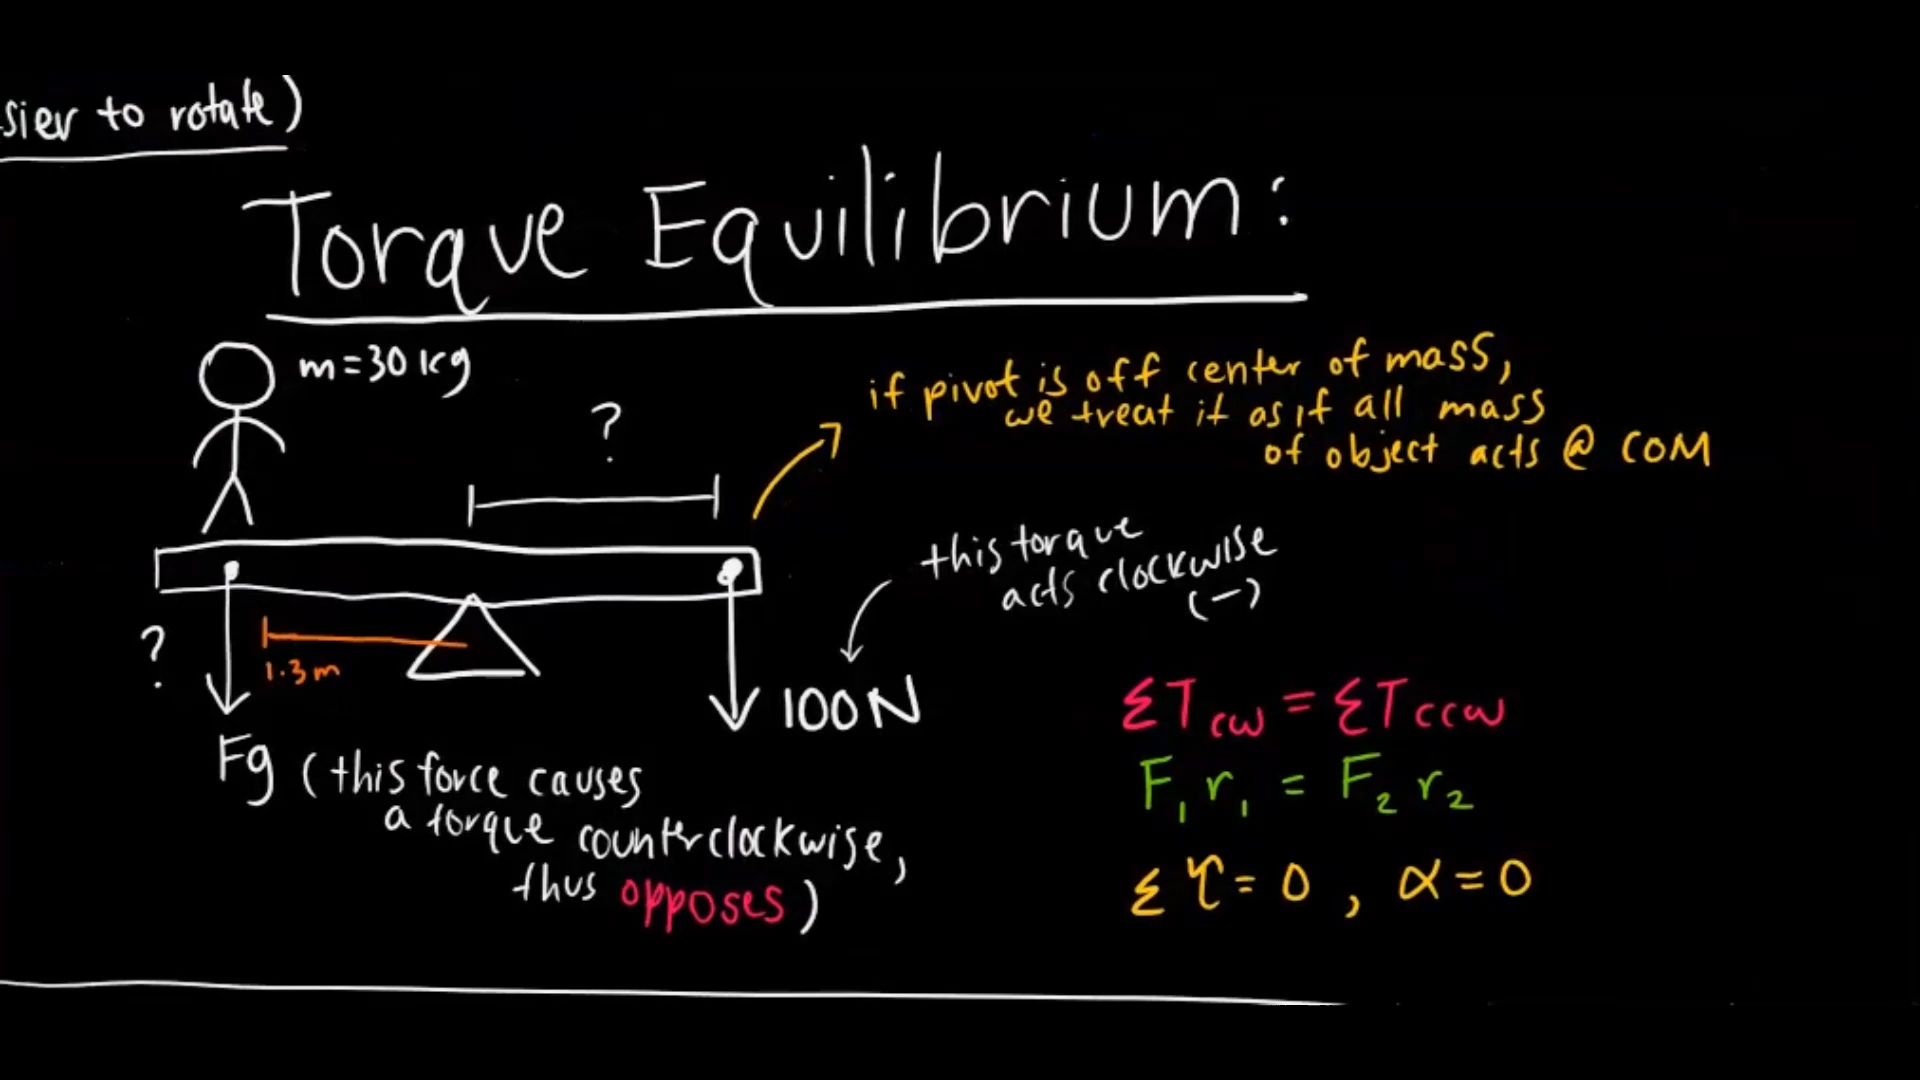 sier to rotate)
Torque Equilibrium:
m=30 kg
?
if pivot is off center of mass,
we treat it as if all mass
of object acts @ COM
this torque
acts clockwise
(-)
?
1.3m
100N
Fg (this force causes
a torque counterclockwise,
thus opposes)
ΣTcw = ΣTccw
F₁r₁ = F₂r₂
Στ=0, α=0